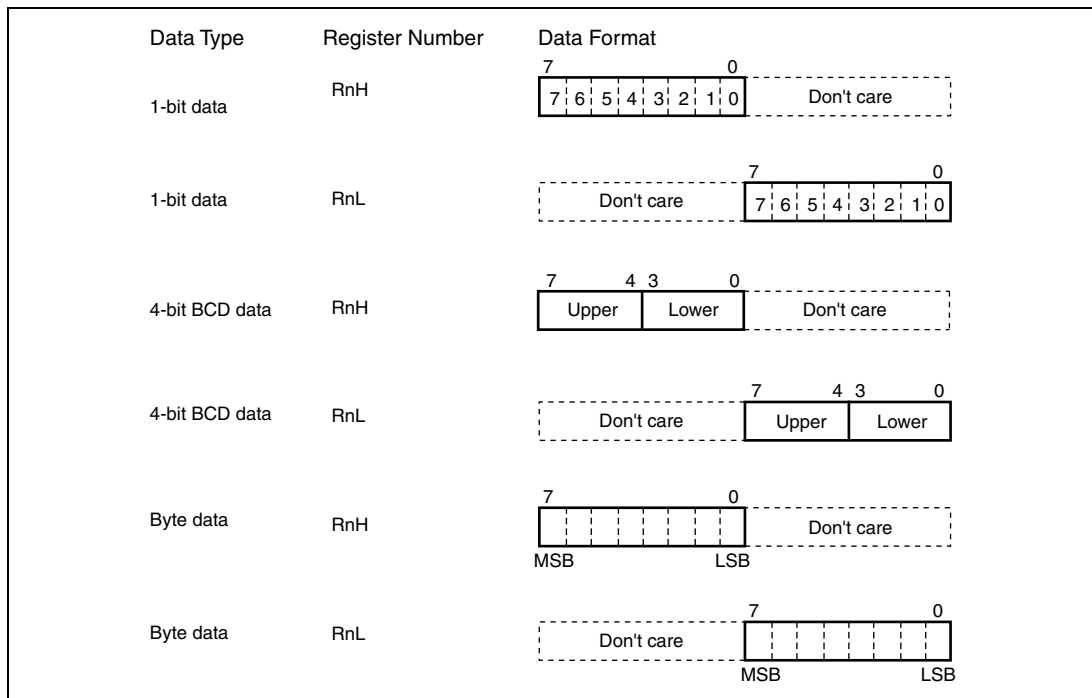 Data Type Register Number Data Format
7 0
1-bit data RnH 7 6 5 4 3 2 1 0 Don't care
7 0
1-bit data RnL Don't care 7 6 5 4 3 2 1 0
7 4 3 0
4-bit BCD data RnH Upper Lower Don't care
7 4 3 0
4-bit BCD data RnL Don't care Upper Lower
7 0
Byte data RnH Don't care
MSB LSB
7 0
Byte data RnL Don't care
MSB LSB